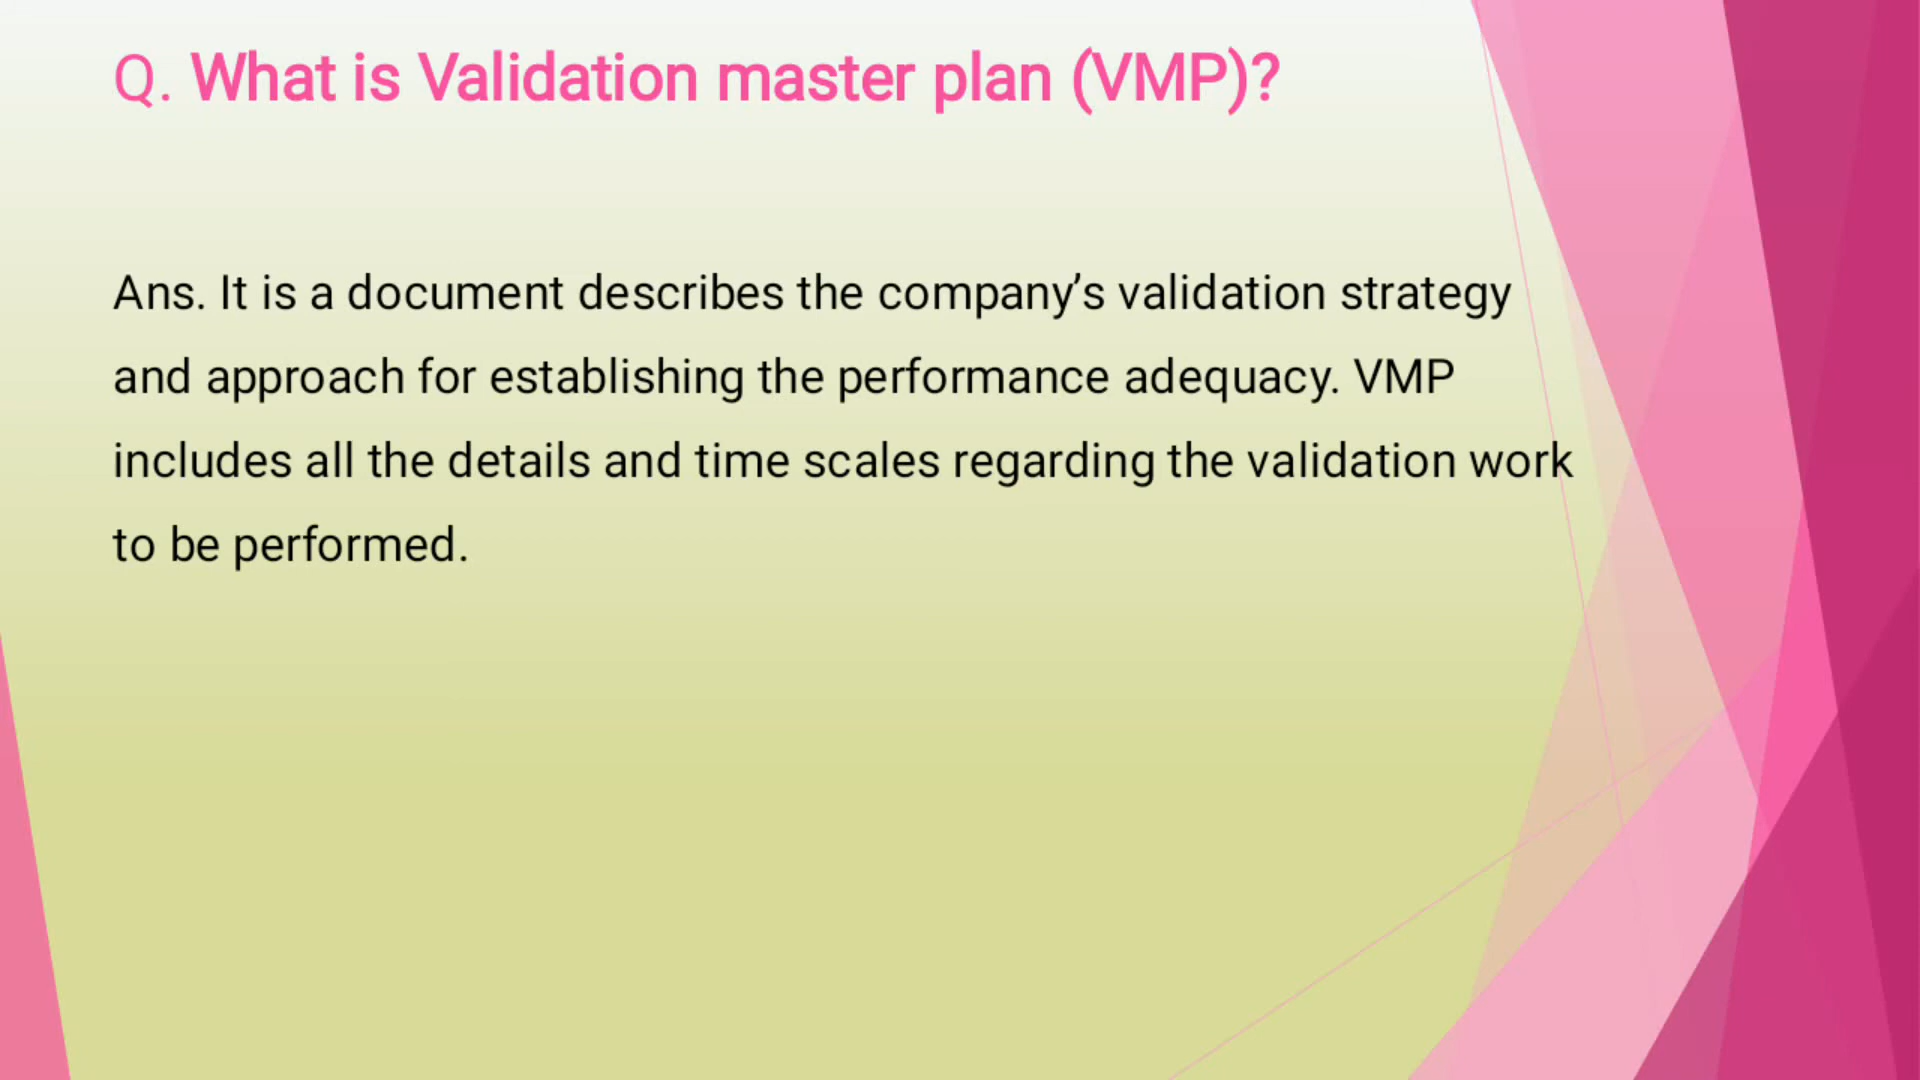 Q. What is Validation master plan (VMP)?
Ans. It is a document describes the company’s validation strategy
and approach for establishing the performance adequacy. VMP
includes all the details and time scales regarding the validation work
to be performed.